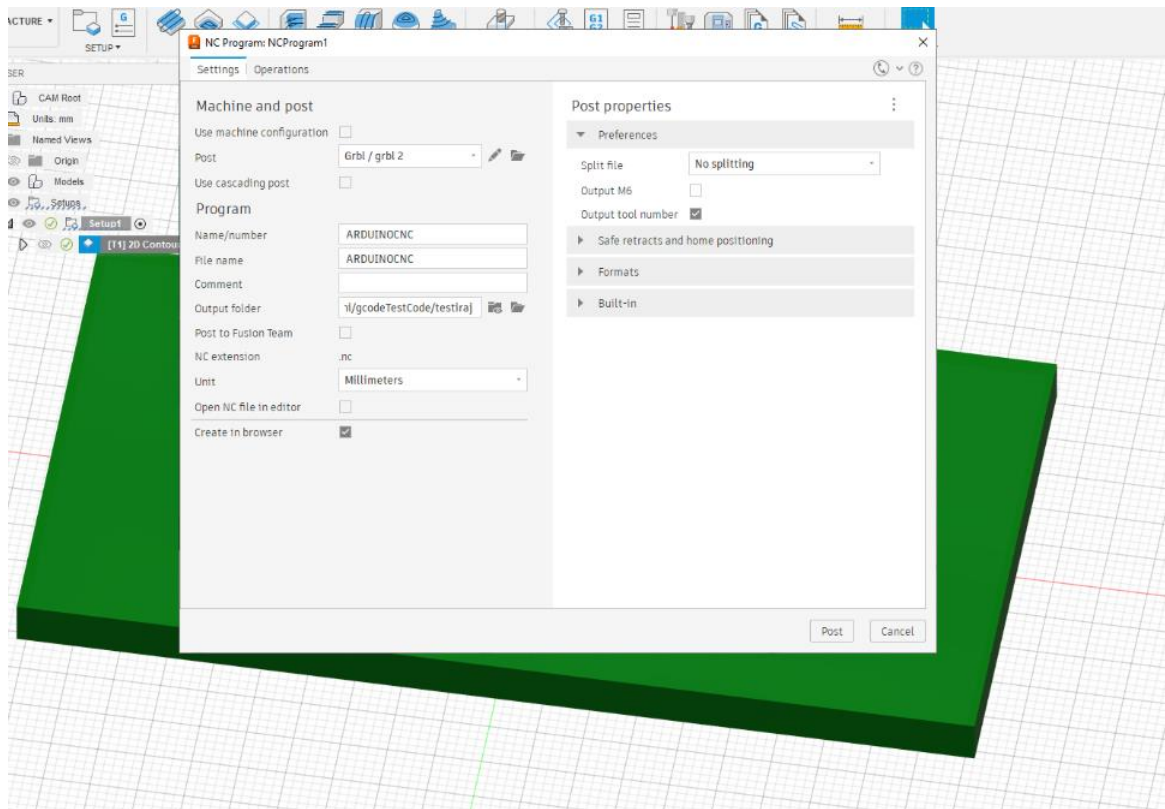 ACTURE
G
G1
G2
G
SETUP
NC Program: NCProgram1
Settings Operations
SER
CAM Root
Units: mm
Named Views
Origin
Models
Setups
Setup1
[T1] 2D Contou
Machine and post
Use machine configuration
Post Grbl / grbl 2
Use cascading post
Program
Name/number ARDUINOCNC
File name ARDUINOCNC
Comment
Output folder ni/gcodeTestCode/testiraj
Post to Fusion Team
NC extension .nc
Unit Millimeters
Open NC file in editor
Create in browser
Post properties
Preferences
Split file No splitting
Output M6
Output tool number
Safe retracts and home positioning
Formats
Built-in
Post Cancel